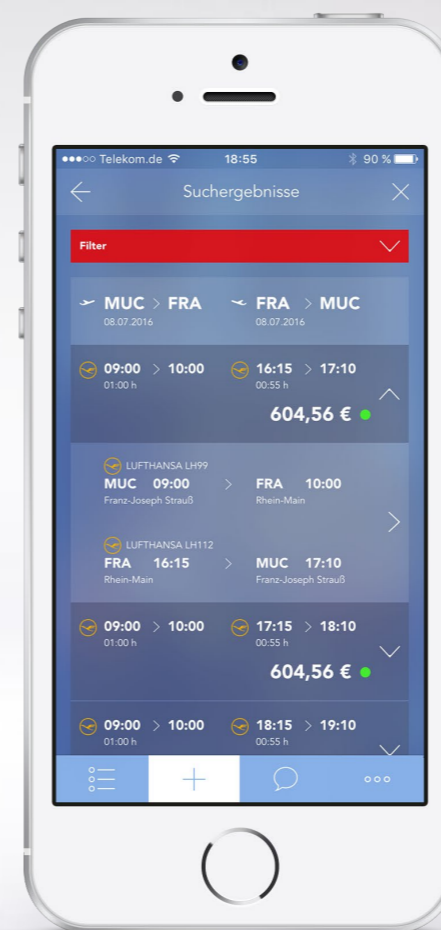 ●●●○○ Telekom.de 18:55 90 %
Suchergebnisse
Filter
MUC > FRA FRA > MUC
08.07.2016 08.07.2016
09:00 > 10:00 16:15 > 17:10
01:00 h 00:55 h
604,56 €
LUFTHANSA LH99
MUC 09:00 > FRA 10:00
Franz-Joseph Strauß Rhein-Main
LUFTHANSA LH112
FRA 16:15 > MUC 17:10
Rhein-Main Franz-Joseph Strauß
09:00 > 10:00 17:15 > 18:10
01:00 h 00:55 h
604,56 €
09:00 > 10:00 18:15 > 19:10
01:00 h 00:55 h